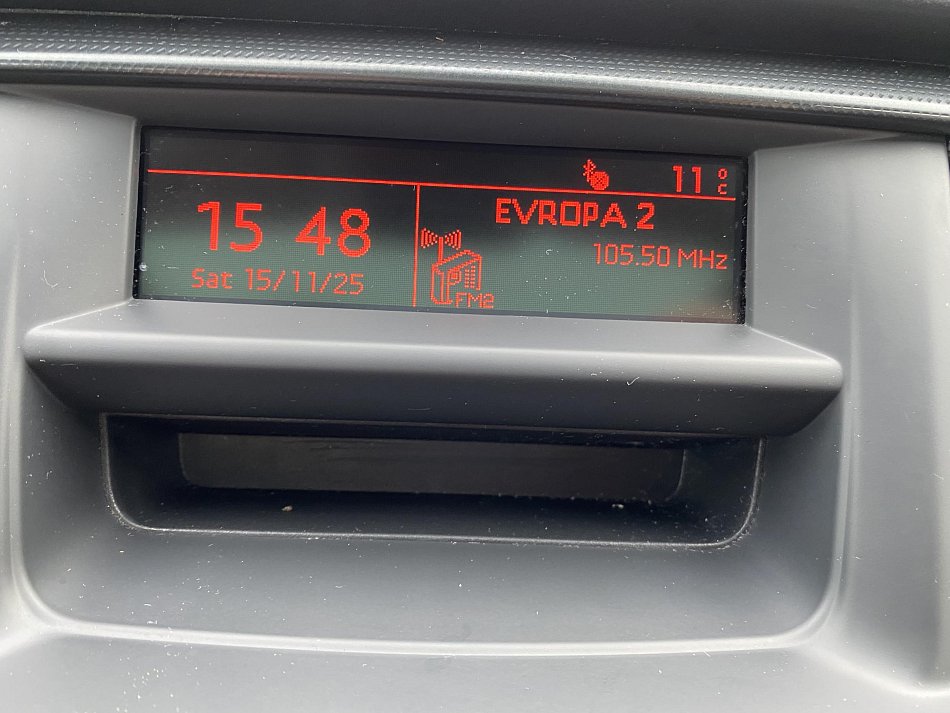 11 °C
15 48
Sat 15/11/25
EVROPA 2
105.50 MHz
FM2